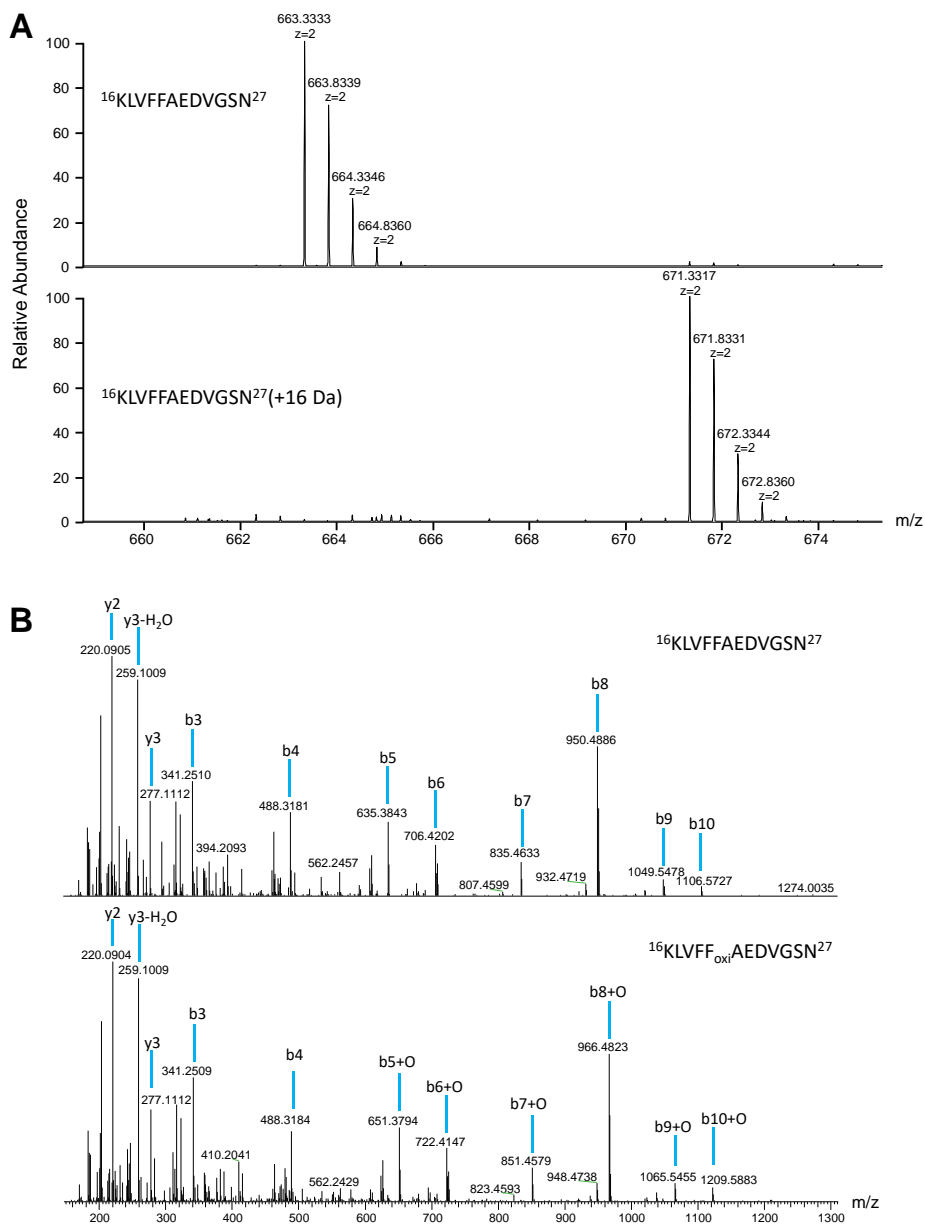 A
663.3333
z=2
100
663.8339
z=2
¹⁶KLVFFAEDVGSN²⁷
80
60
664.3346
z=2
40
664.8360
z=2
20
0
Relative Abundance
671.3317
z=2
100
671.8331
z=2
80
¹⁶KLVFFAEDVGSN²⁷(+16 Da)
60
672.3344
z=2
40
672.8360
z=2
20
0
m/z
660 662 664 666 668 670 672 674
B
y2
y3-H₂O
¹⁶KLVFFAEDVGSN²⁷
220.0905
259.1009
b8
y3
b3
950.4886
341.2510
b4
b5
277.1112
488.3181
635.3843
b6
b7
706.4202
b9
b10
835.4633
394.2093
562.2457
807.4599
932.4719
1049.5478
1106.5727
1274.0035
y2
y3-H₂O
¹⁶KLVFFₒₓᵢAEDVGSN²⁷
220.0904
259.1009
b8+O
b3
966.4823
y3
341.2509
b4
b5+O
277.1112
b6+O
488.3184
651.3794
b7+O
722.4147
b9+O
b10+O
410.2041
851.4579
562.2429
823.4593
948.4738
1065.5455
1209.5883
m/z
200 300 400 500 600 700 800 900 1000 1100 1200 1300